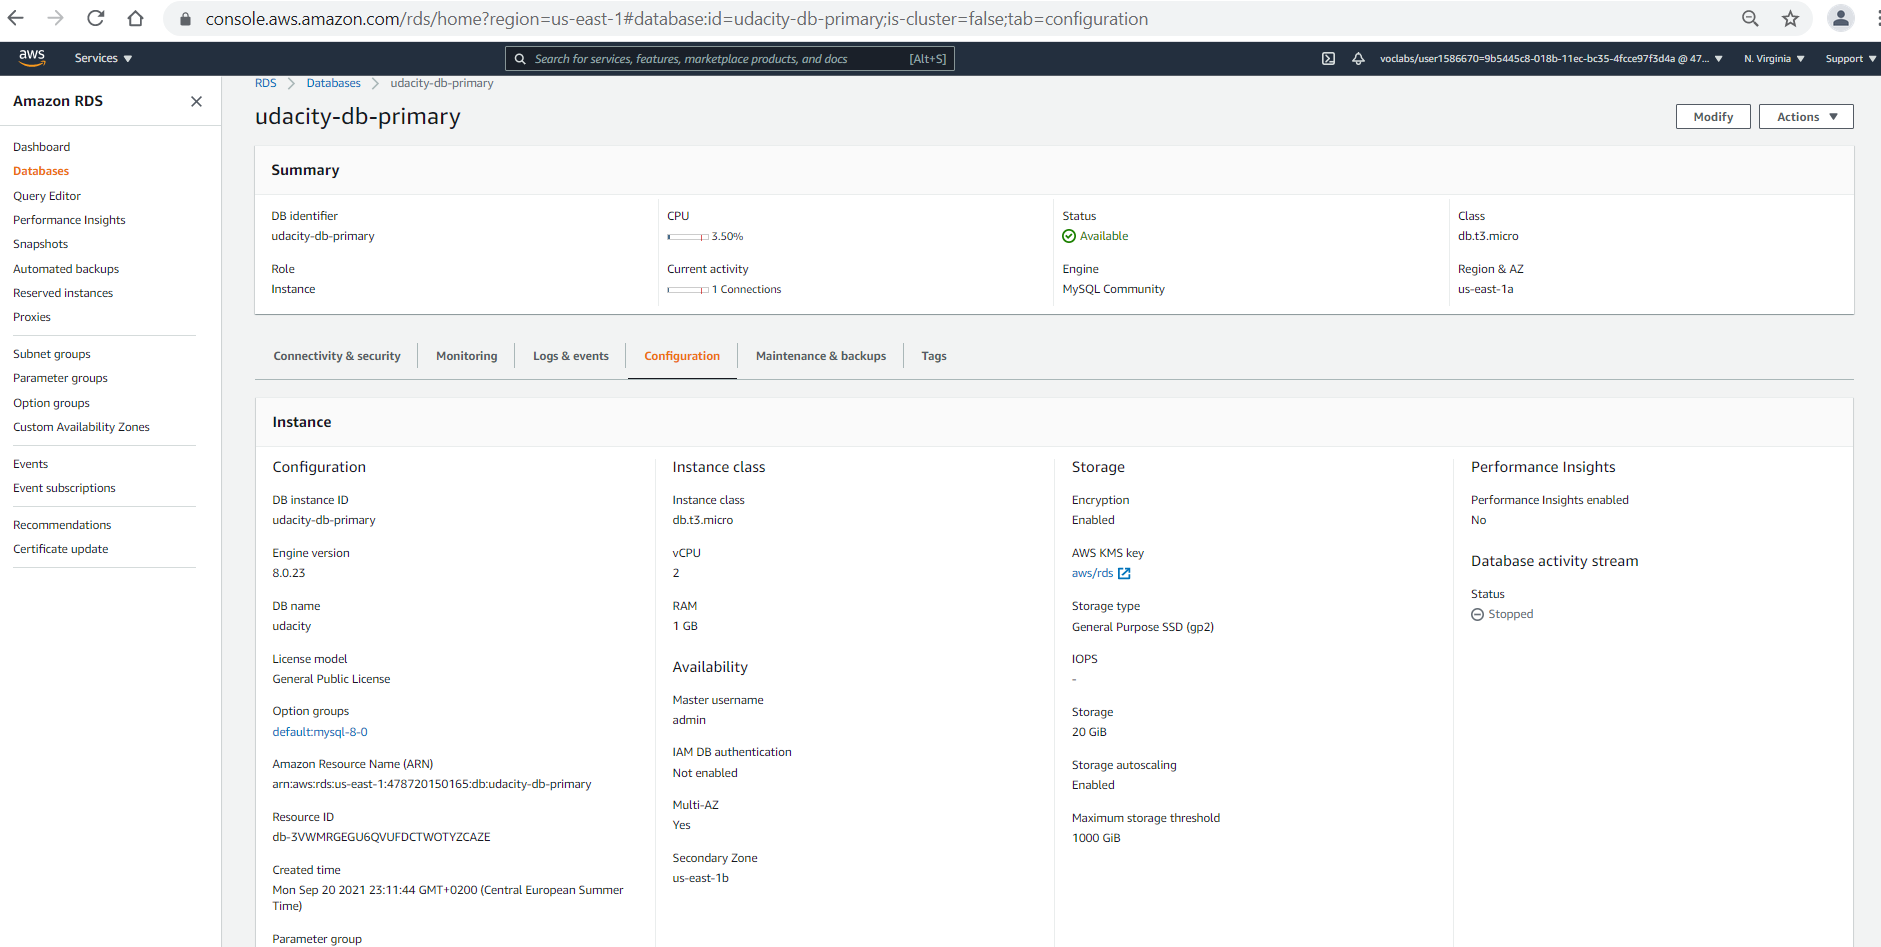 console.aws.amazon.com/rds/home?region=us-east-1#database:id=udacity-db-primary;is-cluster=false;tab=configuration
aws
Services
Search for services, features, marketplace products, and docs
[Alt+S]
voclabs/user1586670=9b5445c8-018b-11ec-bc35-4fcce97f3d4a @ 47...
N. Virginia
Support
Amazon RDS
Dashboard
Databases
Query Editor
Performance Insights
Snapshots
Automated backups
Reserved instances
Proxies
Subnet groups
Parameter groups
Option groups
Custom Availability Zones
Events
Event subscriptions
Recommendations
Certificate update
RDS
Databases
udacity-db-primary
udacity-db-primary
Modify
Actions
Summary
DB identifier
udacity-db-primary
Role
Instance
CPU
3.50%
Current activity
1 Connections
Status
Available
Engine
MySQL Community
Class
db.t3.micro
Region & AZ
us-east-1a
Connectivity & security
Monitoring
Logs & events
Configuration
Maintenance & backups
Tags
Instance
Configuration
DB instance ID
udacity-db-primary
Engine version
8.0.23
DB name
udacity
License model
General Public License
Option groups
default:mysql-8-0
Amazon Resource Name (ARN)
arn:aws:rds:us-east-1:478720150165:db:udacity-db-primary
Resource ID
db-3VWMRGEGU6QVUFDCTWOTYZCAZE
Created time
Mon Sep 20 2021 23:11:44 GMT+0200 (Central European Summer
Time)
Parameter group
Instance class
Instance class
db.t3.micro
vCPU
2
RAM
1 GB
Availability
Master username
admin
IAM DB authentication
Not enabled
Multi-AZ
Yes
Secondary Zone
us-east-1b
Storage
Encryption
Enabled
AWS KMS key
aws/rds
Storage type
General Purpose SSD (gp2)
IOPS
-
Storage
20 GiB
Storage autoscaling
Enabled
Maximum storage threshold
1000 GiB
Performance Insights
Performance Insights enabled
No
Database activity stream
Status
Stopped